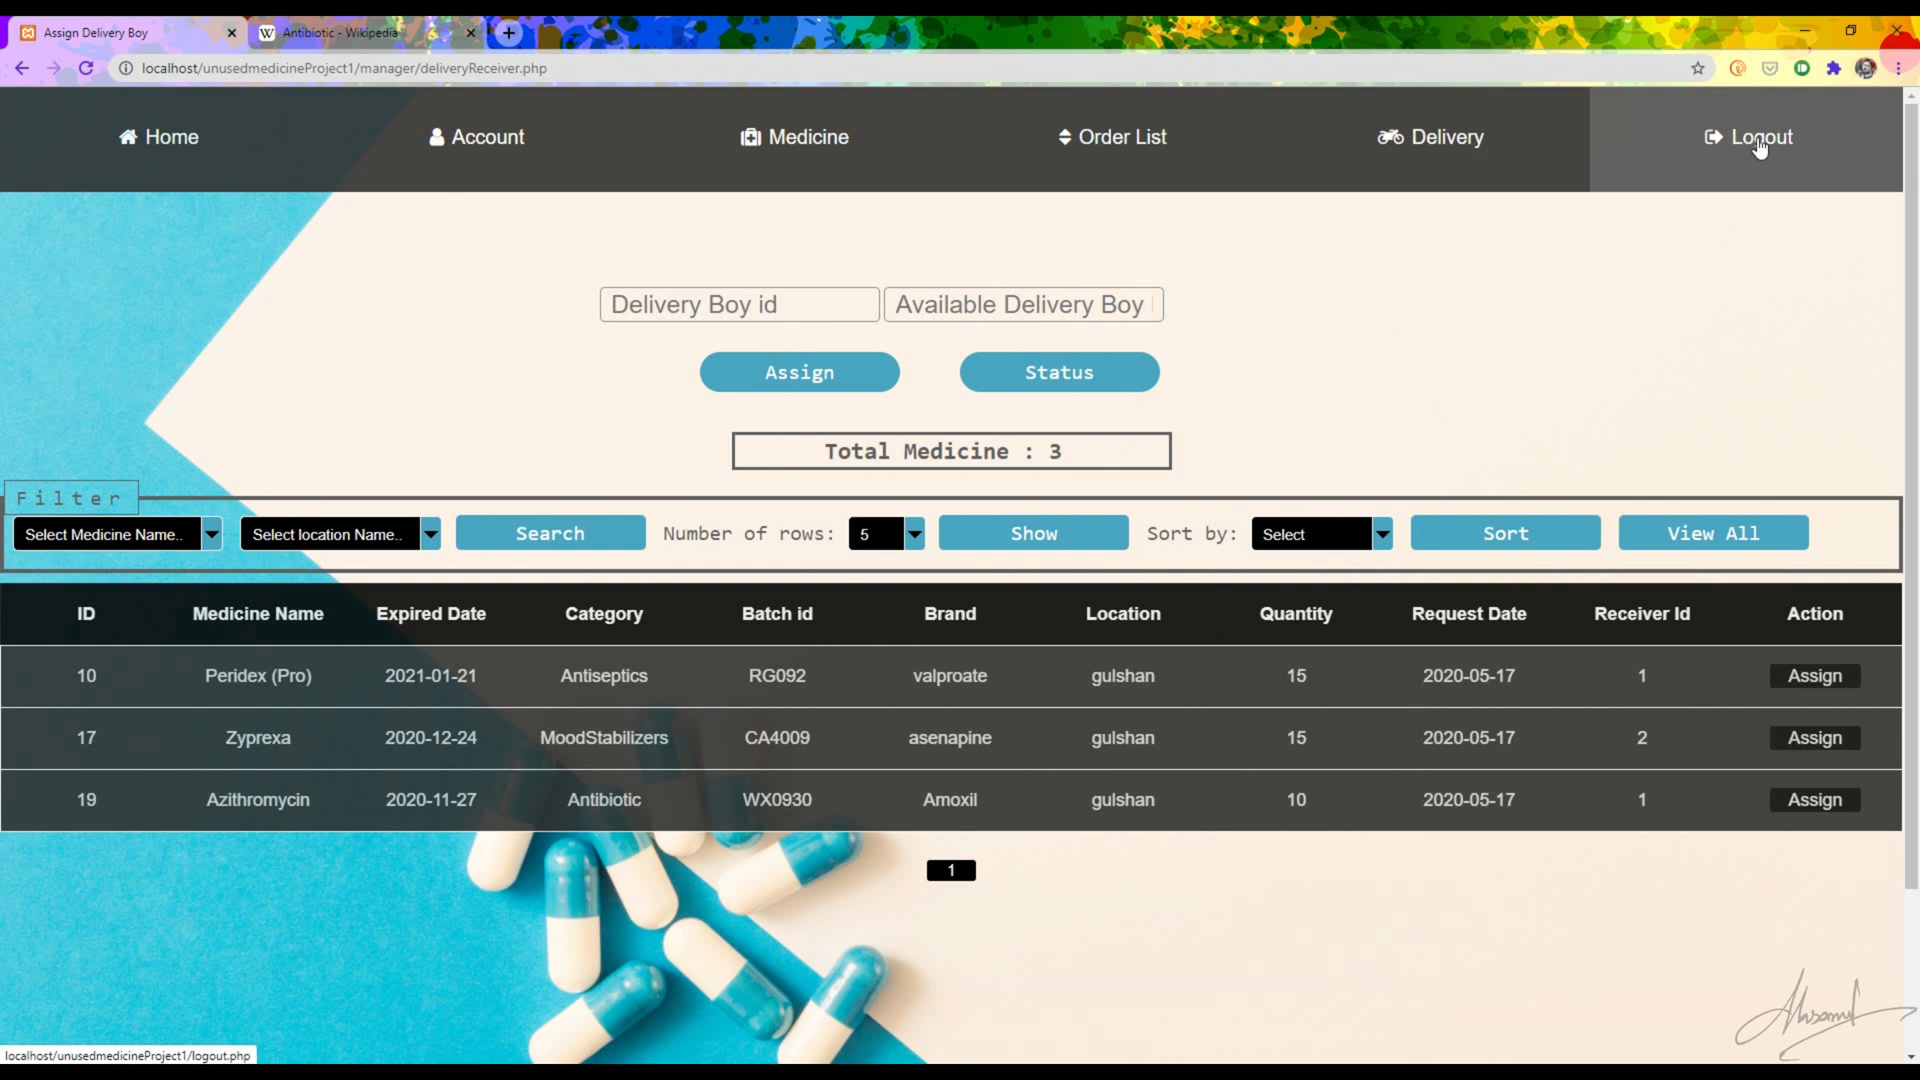 Assign Delivery Boy
Antibiotic - Wikipedia
localhost/unusedmedicineProject1/manager/deliveryReceiver.php
Home Account Medicine Order List Delivery Logout
Delivery Boy id Available Delivery Boy
Assign Status
Total Medicine : 3
Filter
Select Medicine Name.. Select location Name.. Search Number of rows: 5 Show Sort by: Select Sort View All
ID Medicine Name Expired Date Category Batch id Brand Location Quantity Request Date Receiver Id Action
10 Peridex (Pro) 2021-01-21 Antiseptics RG092 valproate gulshan 15 2020-05-17 1 Assign
17 Zyprexa 2020-12-24 MoodStabilizers CA4009 asenapine gulshan 15 2020-05-17 2 Assign
19 Azithromycin 2020-11-27 Antibiotic WX0930 Amoxil gulshan 10 2020-05-17 1 Assign
1
localhost/unusedmedicineProject1/logout.php